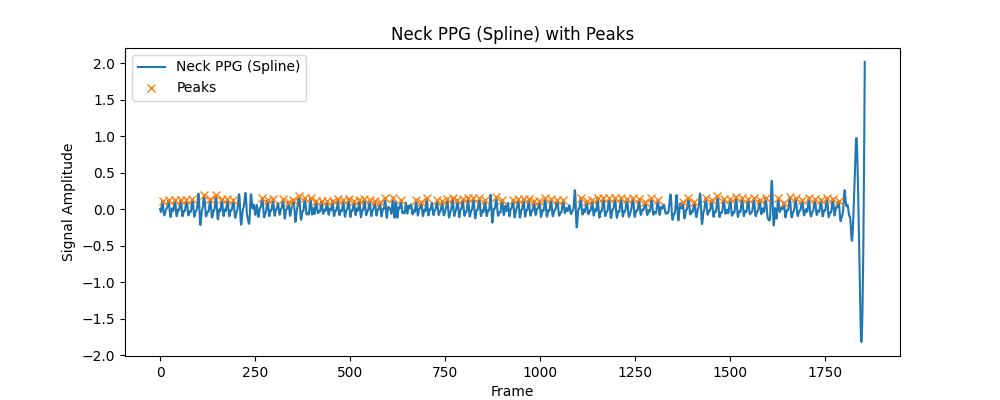 Neck PPG (Spline) with Peaks
Neck PPG (Spline)
Peaks
Signal Amplitude
2.0
1.5
1.0
0.5
0.0
−0.5
−1.0
−1.5
−2.0
0 250 500 750 1000 1250 1500 1750
Frame